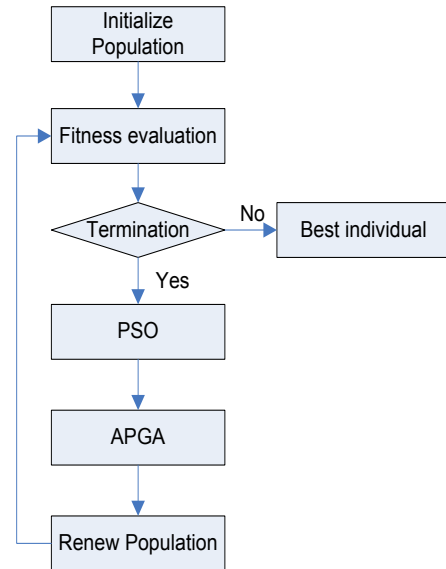 Initialize
Population
Fitness evaluation
Termination
No
Best individual
Yes
PSO
APGA
Renew Population